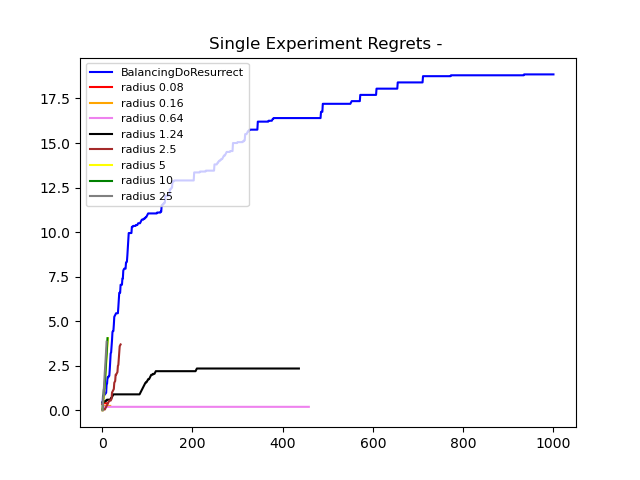 Single Experiment Regrets -
BalancingDoResurrect
radius 0.08
radius 0.16
radius 0.64
radius 1.24
radius 2.5
radius 5
radius 10
radius 25
17.5
15.0
12.5
10.0
7.5
5.0
2.5
0.0
0 200 400 600 800 1000